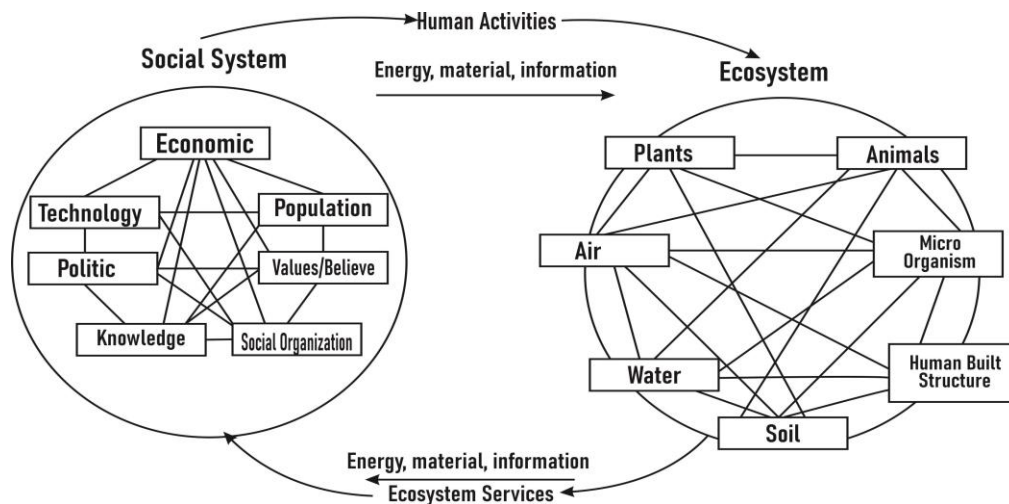 Human Activities
Social System
Energy, material, information
Ecosystem
Economic
Technology
Population
Politic
Values/Believe
Knowledge
Social Organization
Plants
Animals
Air
Micro
Organism
Water
Human Built
Structure
Soil
Energy, material, information
Ecosystem Services